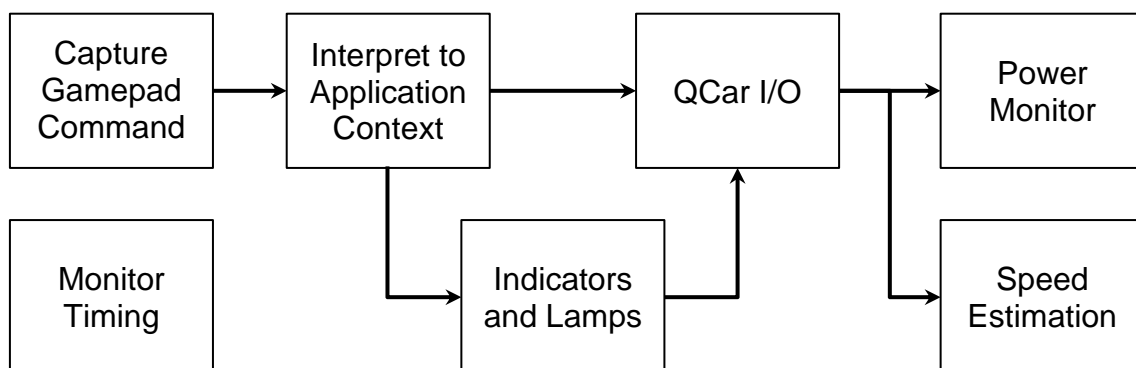 Capture
Gamepad
Command
Interpret to
Application
Context
QCar I/O
Power
Monitor
Monitor
Timing
Indicators
and Lamps
Speed
Estimation